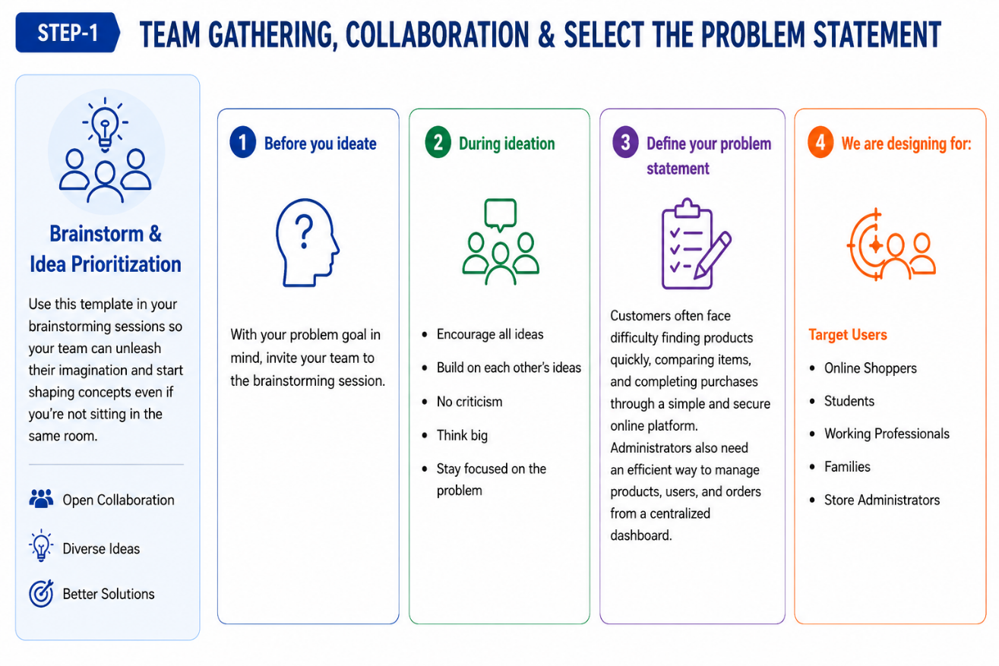 STEP-1
TEAM GATHERING, COLLABORATION & SELECT THE PROBLEM STATEMENT
Brainstorm &
Idea Prioritization
Use this template in your
brainstorming sessions so
your team can unleash
their imagination and start
shaping concepts even if
you're not sitting in the
same room.
Open Collaboration
Diverse Ideas
Better Solutions
1 Before you ideate
?
With your problem goal in
mind, invite your team to
the brainstorming session.
2 During ideation
• Encourage all ideas
• Build on each other's ideas
• No criticism
• Think big
• Stay focused on the
problem
3 Define your problem
statement
Customers often face
difficulty finding products
quickly, comparing items,
and completing purchases
through a simple and secure
online platform.
Administrators also need
an efficient way to manage
products, users, and orders
from a centralized
dashboard.
4 We are designing for:
Target Users
• Online Shoppers
• Students
• Working Professionals
• Families
• Store Administrators